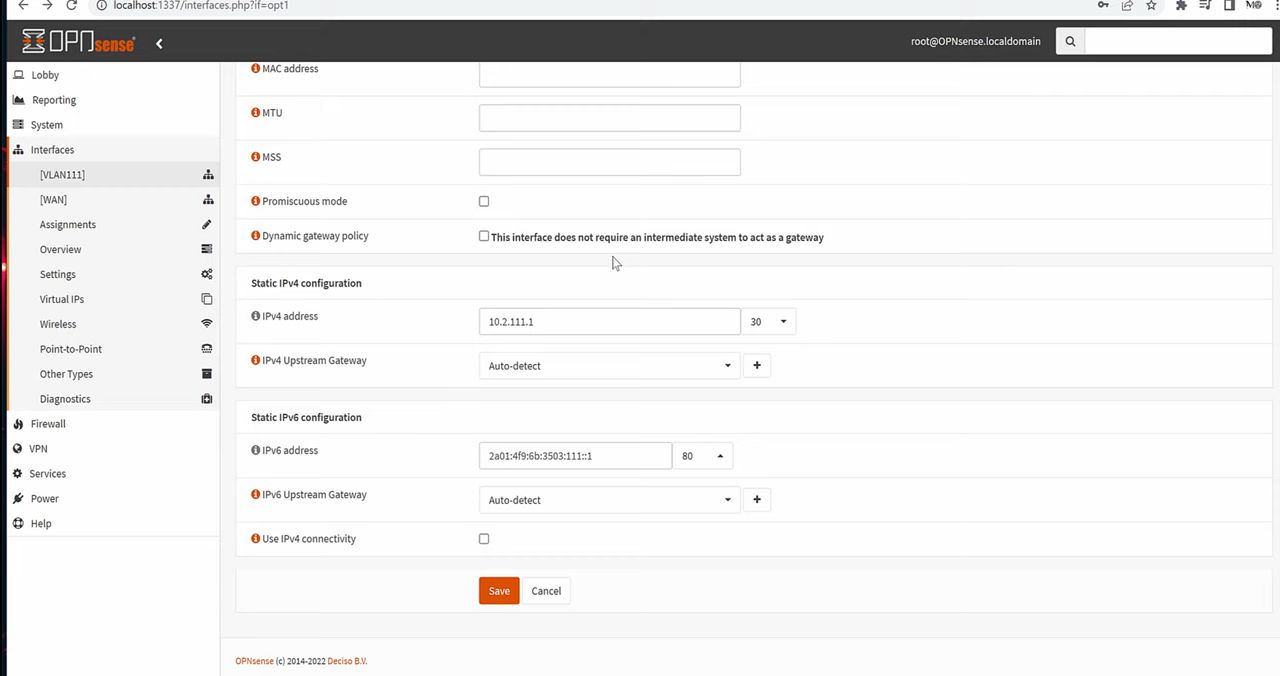 localhost:1337/interfaces.php?if=opt1
OPNsense
root@OPNsense.localdomain
Lobby
Reporting
System
Interfaces
[VLAN111]
[WAN]
Assignments
Overview
Settings
Virtual IPs
Wireless
Point-to-Point
Other Types
Diagnostics
Firewall
VPN
Services
Power
Help
MAC address
MTU
MSS
Promiscuous mode
Dynamic gateway policy This interface does not require an intermediate system to act as a gateway
Static IPv4 configuration
IPv4 address 10.2.111.1 30
IPv4 Upstream Gateway Auto-detect
Static IPv6 configuration
IPv6 address 2a01:4f9:6b:3503:111::1 80
IPv6 Upstream Gateway Auto-detect
Use IPv4 connectivity
Save Cancel
OPNsense (c) 2014-2022 Deciso B.V.